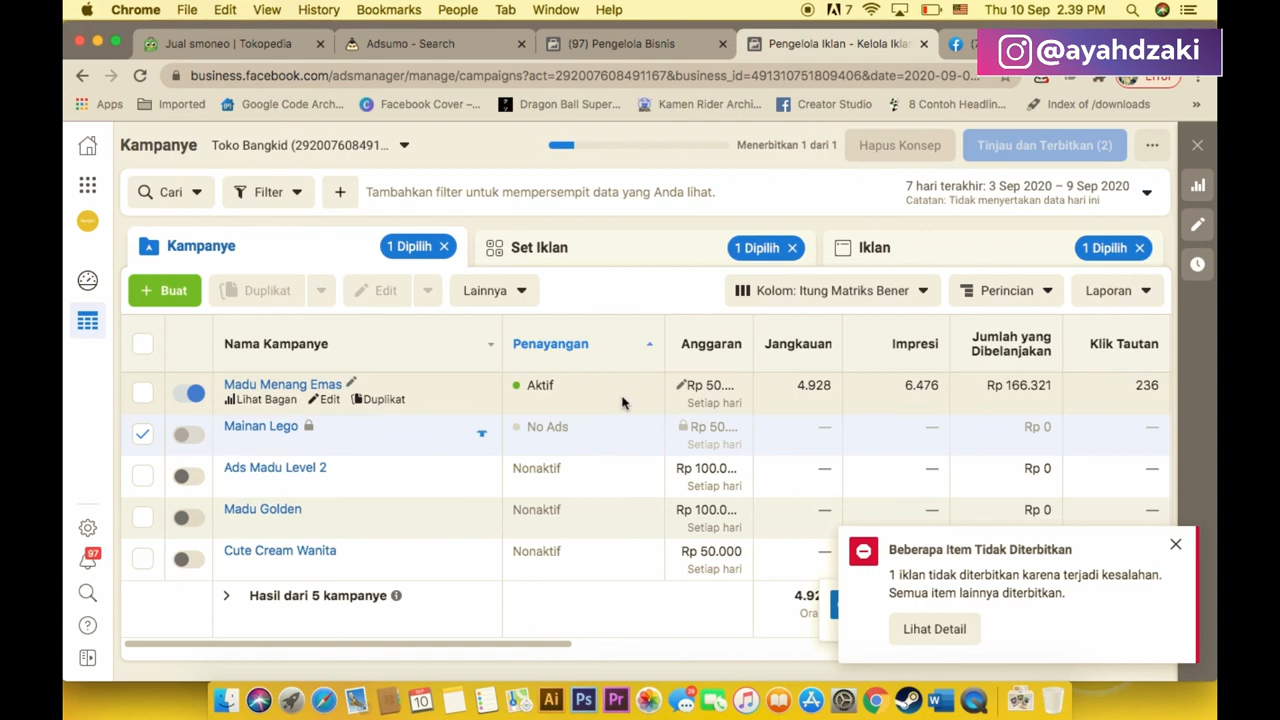 Chrome File Edit View History Bookmarks People Tab Window Help
7 Thu 10 Sep 2.39 PM
Jual smoneo | Tokopedia
Adsumo - Search
(97) Pengelola Bisnis
Pengelola Iklan - Kelola Ikla
@ayahdzaki
business.facebook.com/adsmanager/manage/campaigns?act=292007608491167&business_id=491310751809406&date=2020-09-0...
Error
Apps Imported Google Code Arch... Facebook Cover –... Dragon Ball Super... Kamen Rider Archi... Creator Studio 8 Contoh Headlin... Index of /downloads »
Kampanye Toko Bangkid (292007608491... Menerbitkan 1 dari 1 Hapus Konsep Tinjau dan Terbitkan (2) ...
Cari Filter + Tambahkan filter untuk mempersempit data yang Anda lihat.
7 hari terakhir: 3 Sep 2020 – 9 Sep 2020
Catatan: Tidak menyertakan data hari ini
Kampanye 1 Dipilih Set Iklan 1 Dipilih Iklan 1 Dipilih
+ Buat Duplikat Edit Lainnya Kolom: Itung Matriks Bener Perincian Laporan
Nama Kampanye Penayangan Anggaran Jangkauan Impresi Jumlah yang Dibelanjakan Klik Tautan
Madu Menang Emas Aktif Rp 50.... 4.928 6.476 Rp 166.321 236
Lihat Bagan Edit Duplikat Setiap hari
Mainan Lego No Ads Rp 50.... — — Rp 0 —
Setiap hari
Ads Madu Level 2 Nonaktif Rp 100.0... — — Rp 0 —
Setiap hari
Madu Golden Nonaktif Rp 100.0... — — Rp 0 —
Setiap hari
Cute Cream Wanita Nonaktif Rp 50.000 —
Setiap hari
Hasil dari 5 kampanye 4.92
Ora
97
Beberapa Item Tidak Diterbitkan
1 iklan tidak diterbitkan karena terjadi kesalahan.
Semua item lainnya diterbitkan.
Lihat Detail